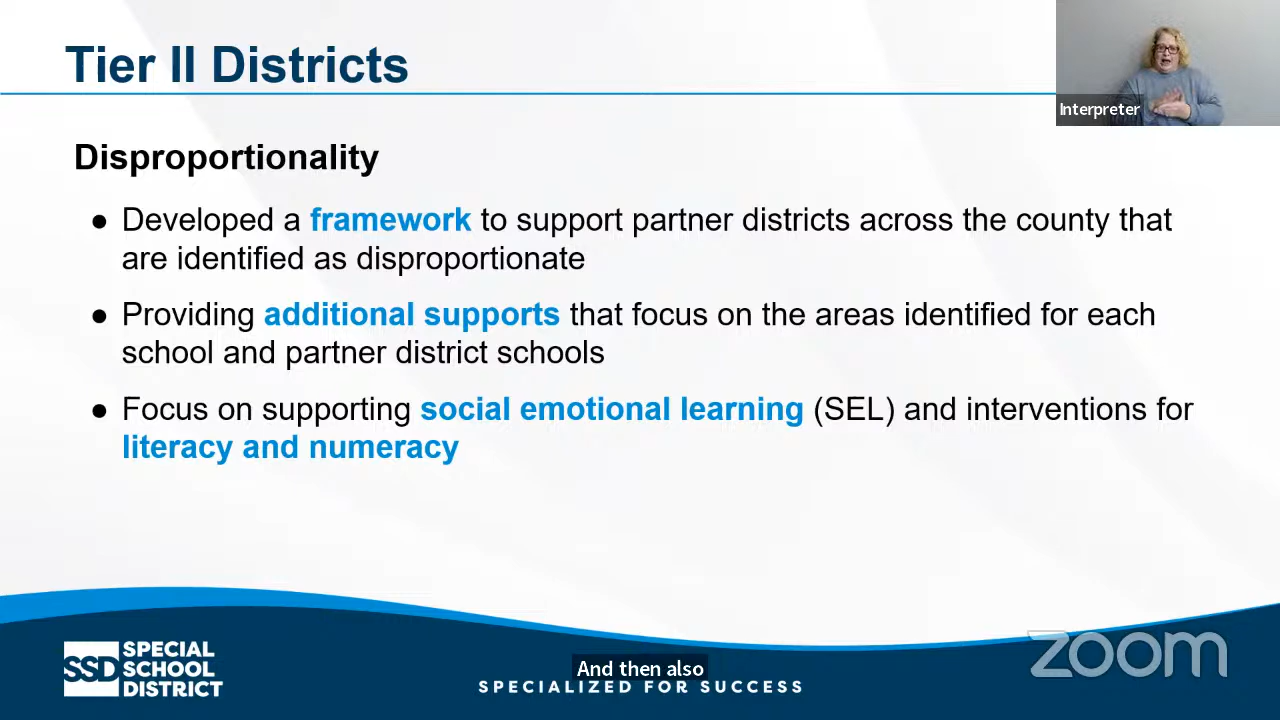 Tier II Districts
Interpreter
Disproportionality
● Developed a framework to support partner districts across the county that
are identified as disproportionate
● Providing additional supports that focus on the areas identified for each
school and partner district schools
● Focus on supporting social emotional learning (SEL) and interventions for
literacy and numeracy
SSD
SPECIAL
SCHOOL
DISTRICT
And then also
SPECIALIZED FOR SUCCESS
zoom